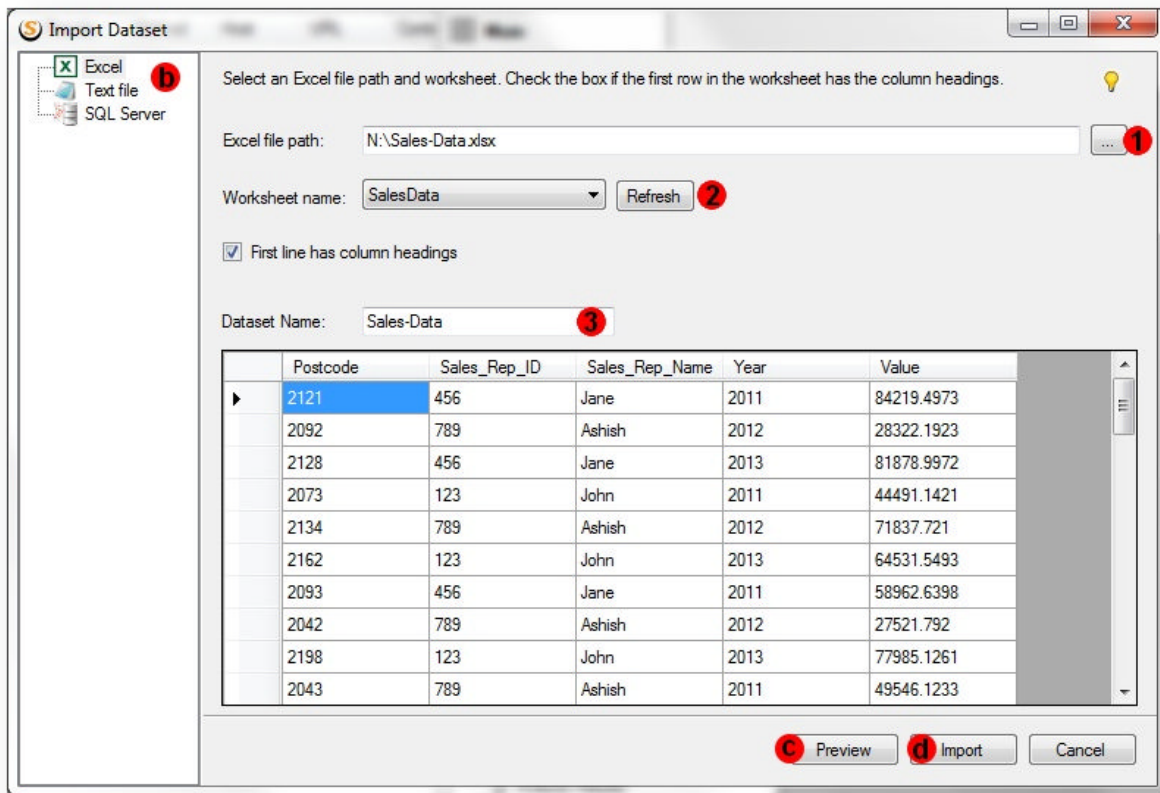 Import Dataset
Excel
b
Text file
SQL Server
Select an Excel file path and worksheet. Check the box if the first row in the worksheet has the column headings.
Excel file path: N:\Sales-Data.xlsx ... 1
Worksheet name: SalesData Refresh 2
First line has column headings
Dataset Name: Sales-Data 3
Postcode Sales_Rep_ID Sales_Rep_Name Year Value
2121 456 Jane 2011 84219.4973
2092 789 Ashish 2012 28322.1923
2128 456 Jane 2013 81878.9972
2073 123 John 2011 44491.1421
2134 789 Ashish 2012 71837.721
2162 123 John 2013 64531.5493
2093 456 Jane 2011 58962.6398
2042 789 Ashish 2012 27521.792
2198 123 John 2013 77985.1261
2043 789 Ashish 2011 49546.1233
c Preview d Import Cancel